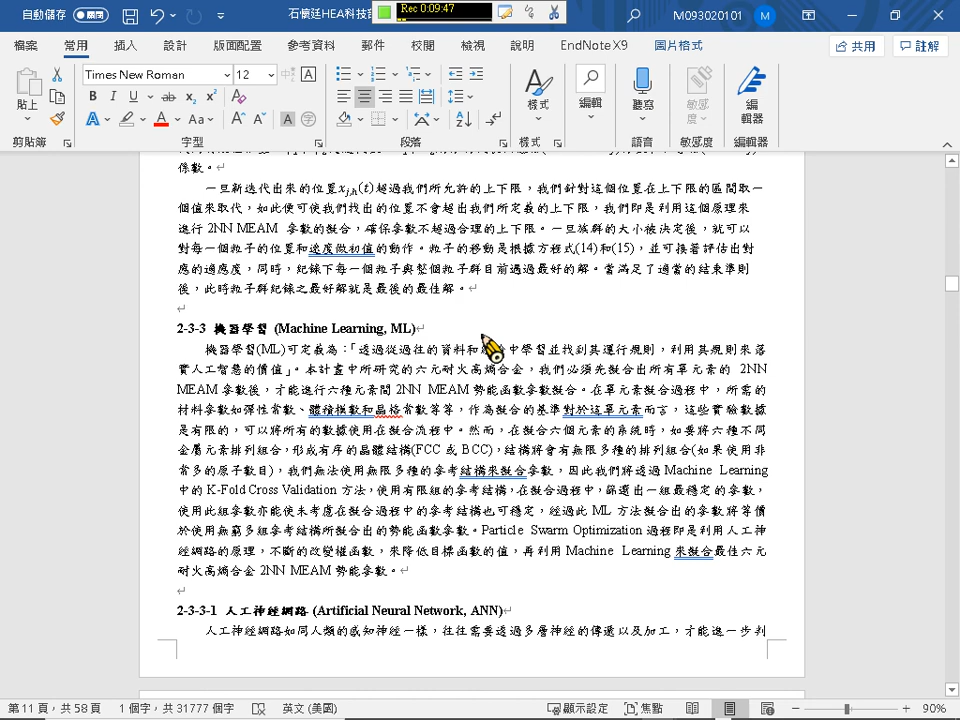 自動儲存 關閉 石懷廷HEA科技 Rec 0:09:47 M093020101 M
檔案 常用 插入 設計 版面配置 參考資料 郵件 校閱 檢視 說明 EndNote X9 圖片格式 共用 註解
Times New Roman 12
貼上 樣式 編輯 聽寫 敏感度 編輯器
剪貼簿 字型 段落 樣式 語音 敏感度 編輯器
係數。
一旦新迭代出來的位置xj,h(t)超過我們所允許的上下限，我們針對這個位置在上下限的區間取一
個值來取代，如此便可使我們找出的位置不會超出我們所定義的上下限，我們即是利用這個原理來
進行 2NN MEAM 參數的擬合，確保參數不超過合理的上下限。一旦族群的大小被決定後，就可以
對每一個粒子的位置和速度做初值的動作。粒子的移動是根據方程式(14)和(15)，並可接著評估出對
應的適應度，同時，紀錄下每一個粒子與整個粒子群目前遇過最好的解。當滿足了適當的結束準則
後，此時粒子群紀錄之最好解就是最後的最佳解。
2-3-3 機器學習 (Machine Learning, ML)
機器學習(ML)可定義為：「透過從過往的資料和中學習並找到其運行規則，利用其規則來落
實人工智慧的價值」。本計畫中所研究的六元耐火高熵合金，我們必須先擬合出所有單元素的 2NN
MEAM 參數後，才能進行六種元素間 2NN MEAM 勢能函數參數擬合。在單元素擬合過程中，所需的
材料參數如彈性常數、體積模數和晶格常數等等，作為擬合的基準對於這單元素而言，這些實驗數據
是有限的，可以將所有的數據使用在擬合流程中。然而，在擬合六個元素的系統時，如要將六種不同
金屬元素排列組合，形成有序的晶體結構(FCC 或 BCC)，結構將會有無限多種的排列組合(如果使用非
常多的原子數目)，我們無法使用無限多種的參考結構來擬合參數，因此我們將透過 Machine Learning
中的 K-Fold Cross Validation 方法，使用有限組的參考結構，在擬合過程中，篩選出一組最穩定的參數，
使用此組參數亦能使未考慮在擬合過程中的參考結構也可穩定，經過此 ML 方法擬合出的參數將等價
於使用無窮多組參考結構所擬合出的勢能函數參數。Particle Swarm Optimization 過程即是利用人工神
經網路的原理，不斷的改變權函數，來降低目標函數的值，再利用 Machine Learning 來擬合最佳六元
耐火高熵合金 2NN MEAM 勢能參數。
2-3-3-1 人工神經網路 (Artificial Neural Network, ANN)
人工神經網路如同人類的感知神經一樣，往往需要透過多層神經的傳遞以及加工，才能進一步判
第 11 頁，共 58 頁 1 個字，共 31777 個字 英文 (美國) 顯示設定 焦點 90%